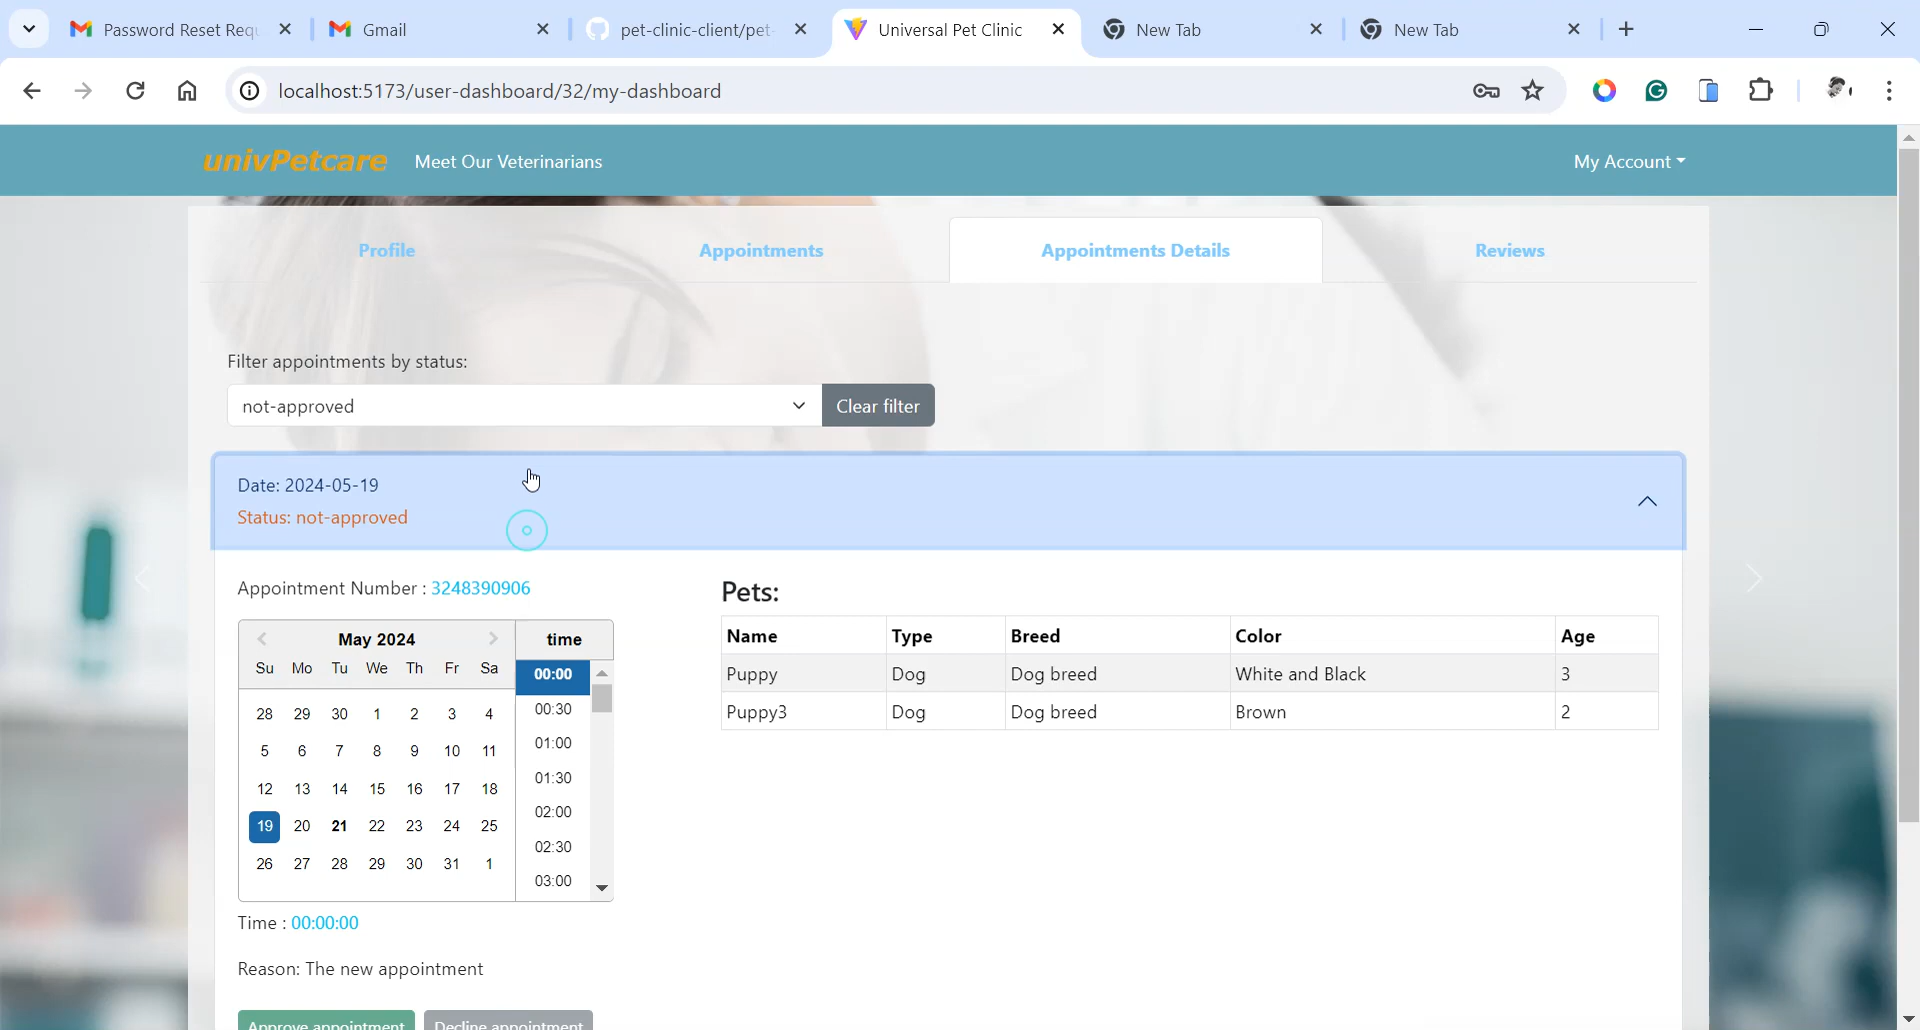 Password Reset Requ
Gmail
pet-clinic-client/pet-
Universal Pet Clinic
New Tab
New Tab
localhost:5173/user-dashboard/32/my-dashboard
univPetcare
Meet Our Veterinarians
My Account
Profile
Appointments
Appointments Details
Reviews
Filter appointments by status:
not-approved
Clear filter
Date: 2024-05-19
Status: not-approved
Appointment Number : 3248390906
Pets:
May 2024
time
Su Mo Tu We Th Fr Sa
28 29 30 1 2 3 4
5 6 7 8 9 10 11
12 13 14 15 16 17 18
19 20 21 22 23 24 25
26 27 28 29 30 31 1
00:00
00:30
01:00
01:30
02:00
02:30
03:00
Name Type Breed Color Age
Puppy Dog Dog breed White and Black 3
Puppy3 Dog Dog breed Brown 2
Time : 00:00:00
Reason: The new appointment
Approve appointment
Decline appointment